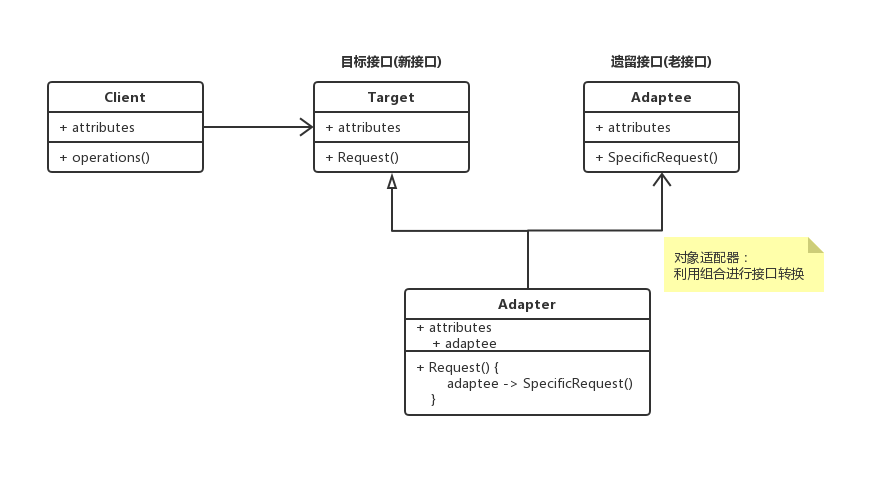 目标接口(新接口)
遗留接口(老接口)
Client
+ attributes
+ operations()
Target
+ attributes
+ Request()
Adaptee
+ attributes
+ SpecificRequest()
对象适配器：
利用组合进行接口转换
Adapter
+ attributes
+ adaptee
+ Request() {
adaptee -> SpecificRequest()
}